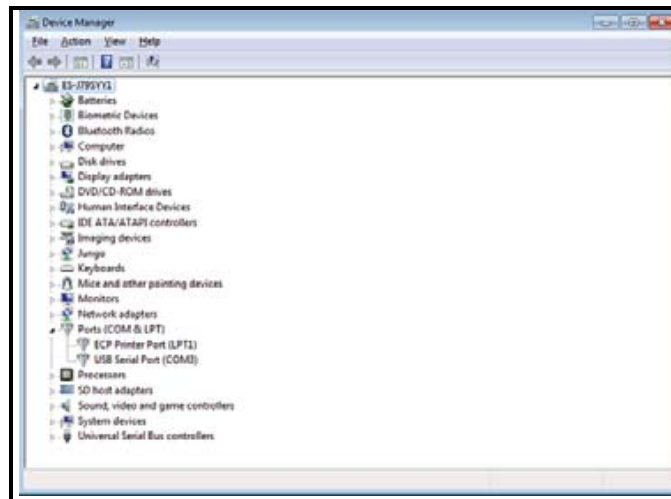 Device Manager
File Action View Help
ES-J79SYY1
Batteries
Biometric Devices
Bluetooth Radios
Computer
Disk drives
Display adapters
DVD/CD-ROM drives
Human Interface Devices
IDE ATA/ATAPI controllers
Imaging devices
Jungo
Keyboards
Mice and other pointing devices
Monitors
Network adapters
Ports (COM & LPT)
ECP Printer Port (LPT1)
USB Serial Port (COM3)
Processors
SD host adapters
Sound, video and game controllers
System devices
Universal Serial Bus controllers